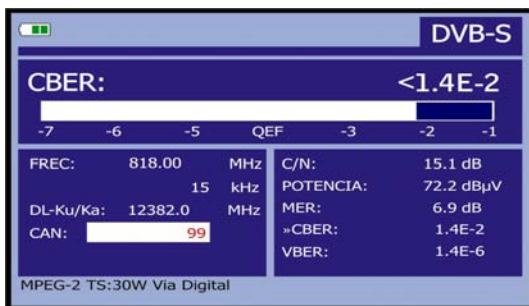 DVB-S
CBER: <1.4E-2
-7 -6 -5 QEF -3 -2 -1
FREC: 818.00 MHz
15 kHz
DL-Ku/Ka: 12382.0 MHz
CAN: 99
C/N: 15.1 dB
POTENCIA: 72.2 dBµV
MER: 6.9 dB
»CBER: 1.4E-2
VBER: 1.4E-6
MPEG-2 TS:30W Via Digital